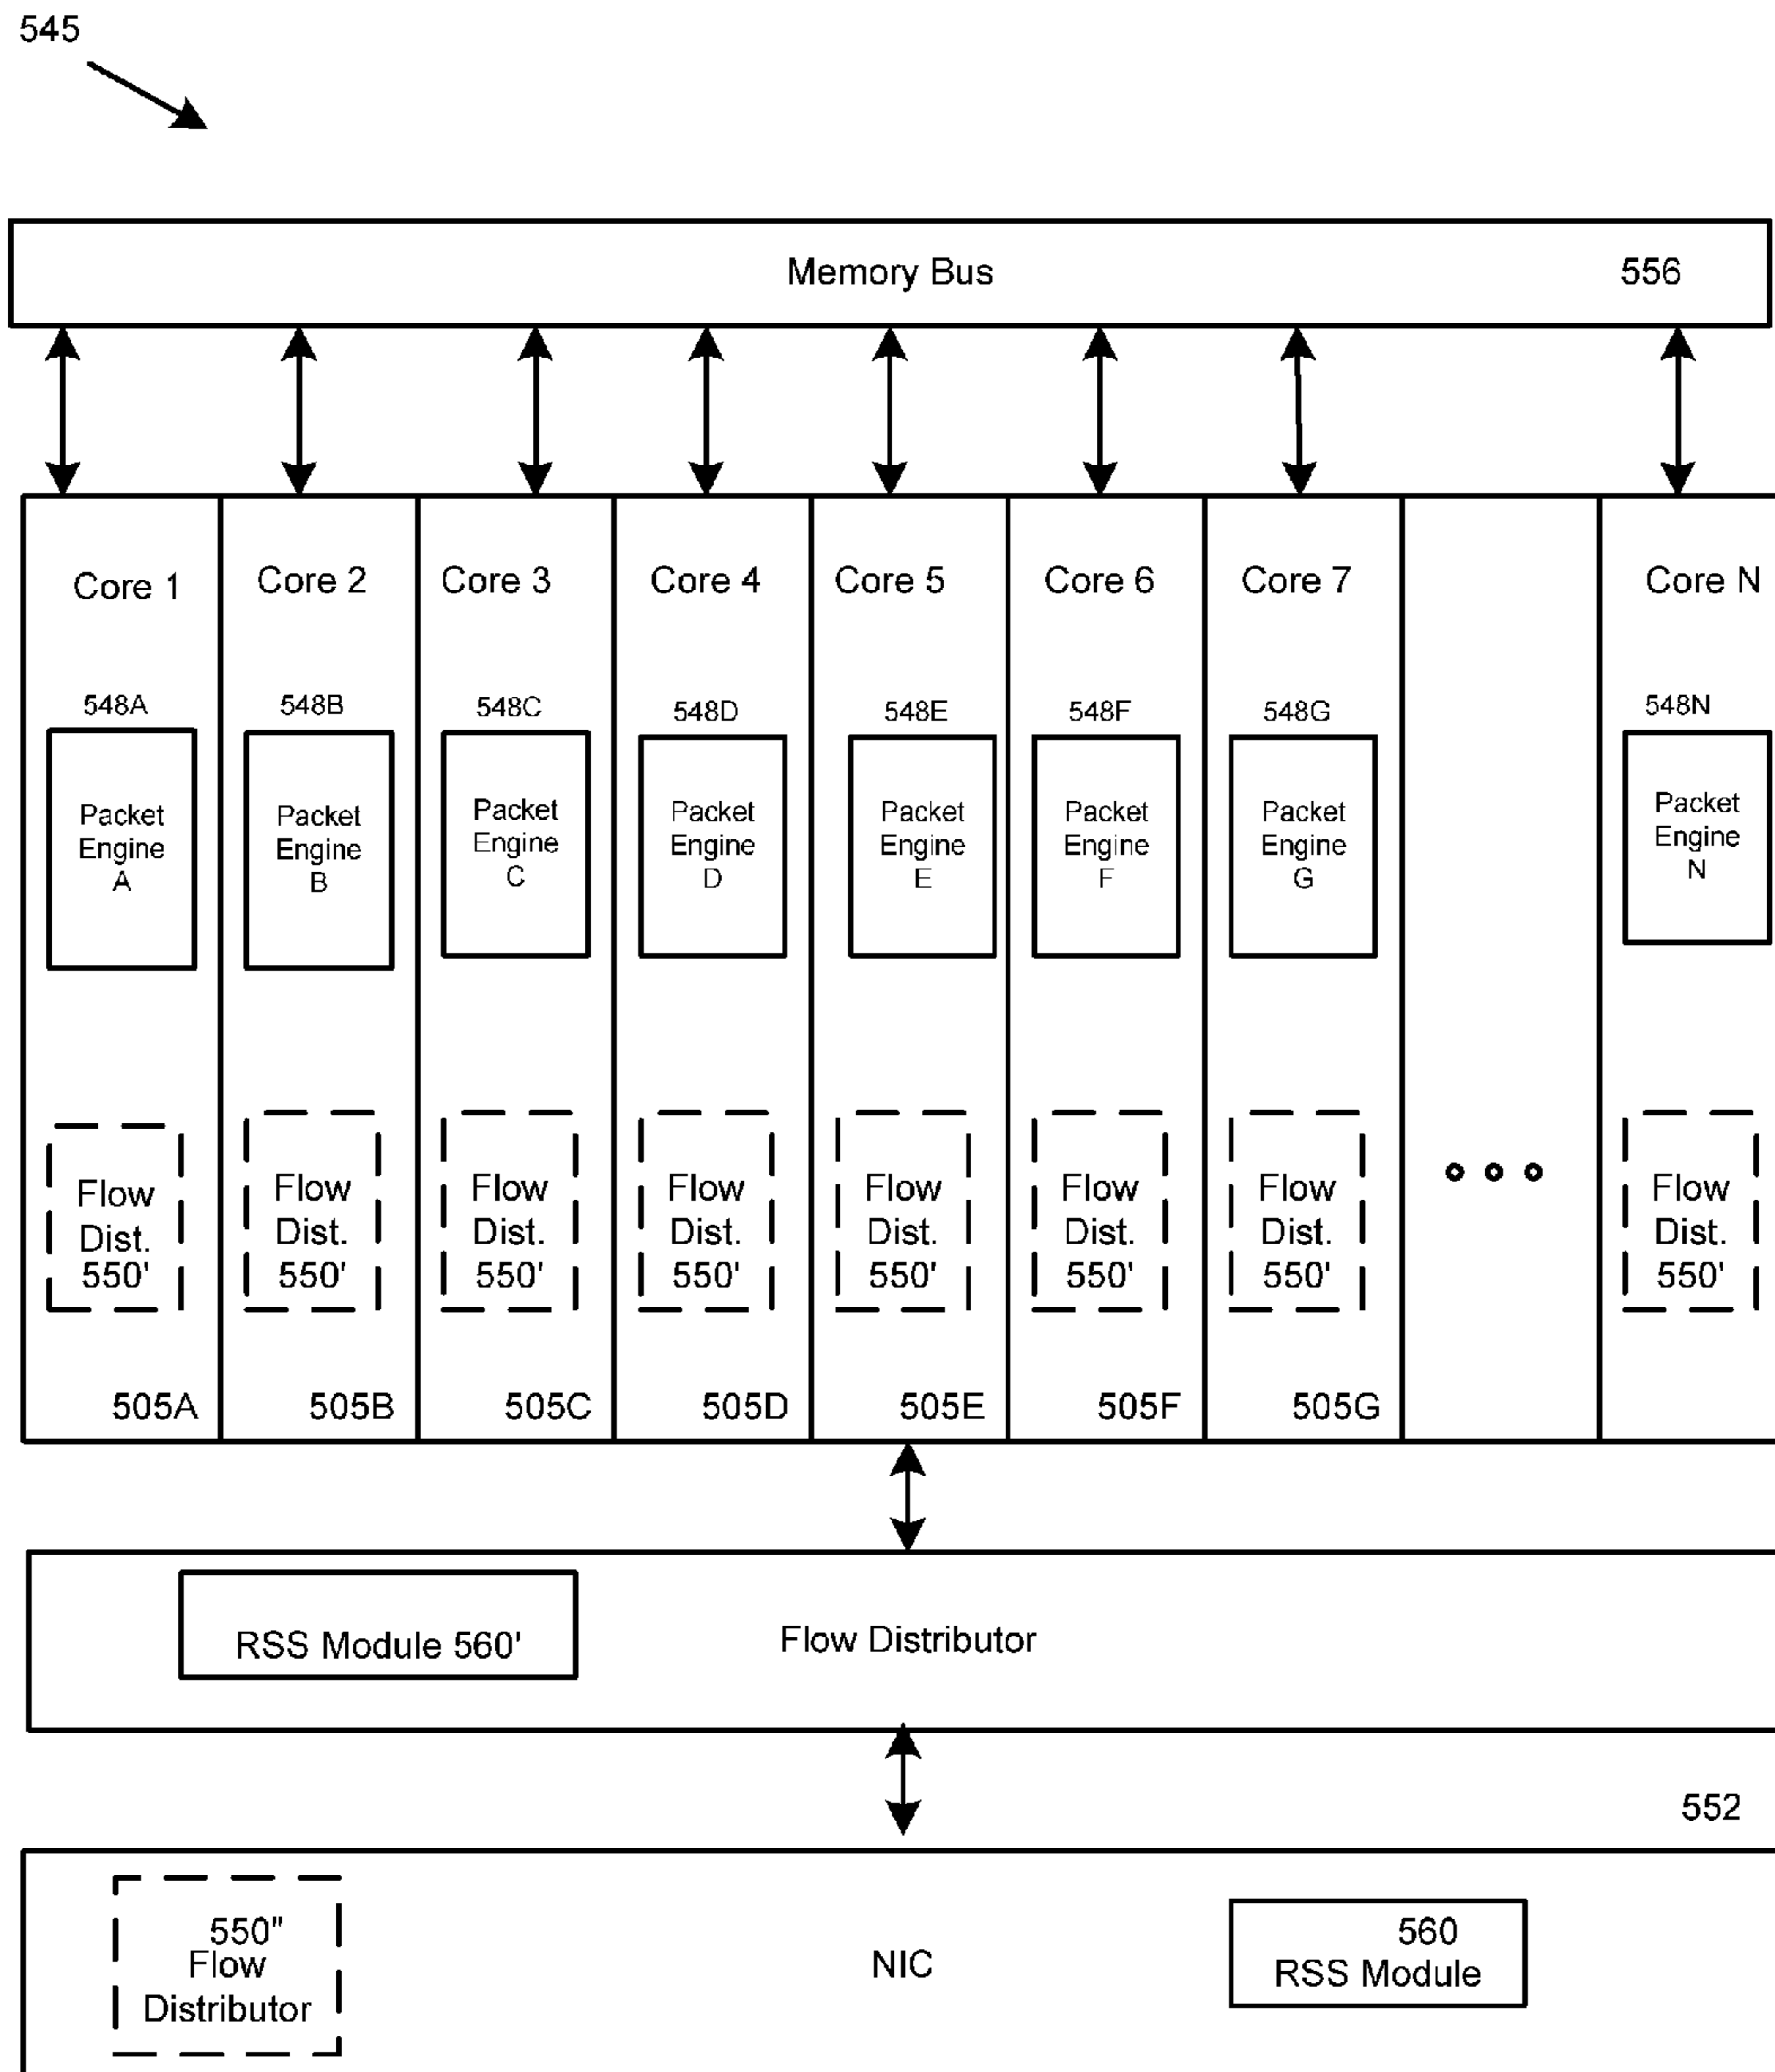 545
Memory Bus 556
Core 1 Core 2 Core 3 Core 4 Core 5 Core 6 Core 7 Core N
548A 548B 548C 548D 548E 548F 548G 548N
Packet
Engine
A
Packet
Engine
B
Packet
Engine
C
Packet
Engine
D
Packet
Engine
E
Packet
Engine
F
Packet
Engine
G
Packet
Engine
N
Flow
Dist.
550'
Flow
Dist.
550'
Flow
Dist.
550'
Flow
Dist.
550'
Flow
Dist.
550'
Flow
Dist.
550'
Flow
Dist.
550'
Flow
Dist.
550'
505A 505B 505C 505D 505E 505F 505G
RSS Module 560' Flow Distributor
552
550"
Flow
Distributor
NIC
560
RSS Module